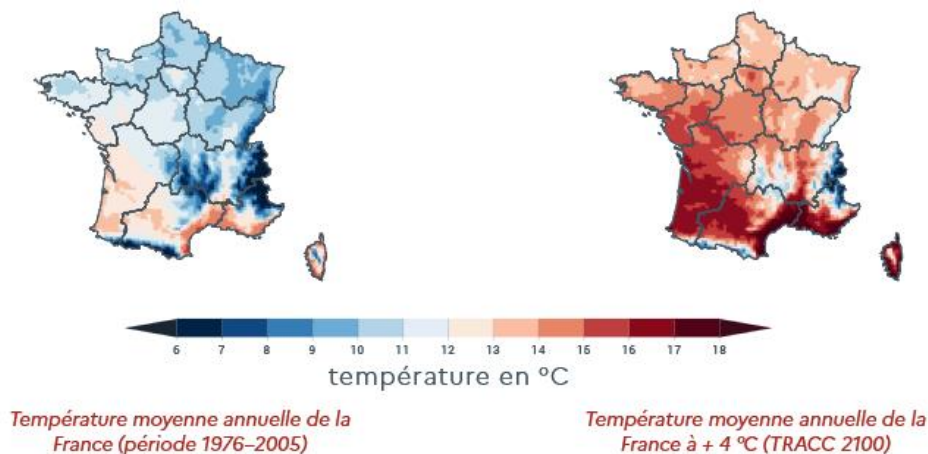 6 7 8 9 10 11 12 13 14 15 16 17 18
température en °C
Température moyenne annuelle de la
France (période 1976–2005)
Température moyenne annuelle de la
France à + 4 °C (TRACC 2100)